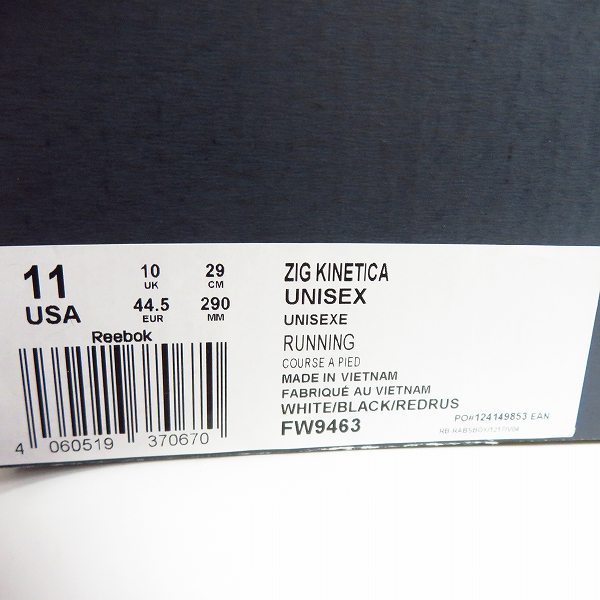 11
USA
10
UK
44.5
EUR
29
CM
290
MM
Reebok
4 060519 370670
ZIG KINETICA
UNISEX
UNISEXE
RUNNING
COURSE A PIED
MADE IN VIETNAM
FABRIQUÉ AU VIETNAM
WHITE/BLACK/REDRUS
FW9463
PO#124149853 EAN